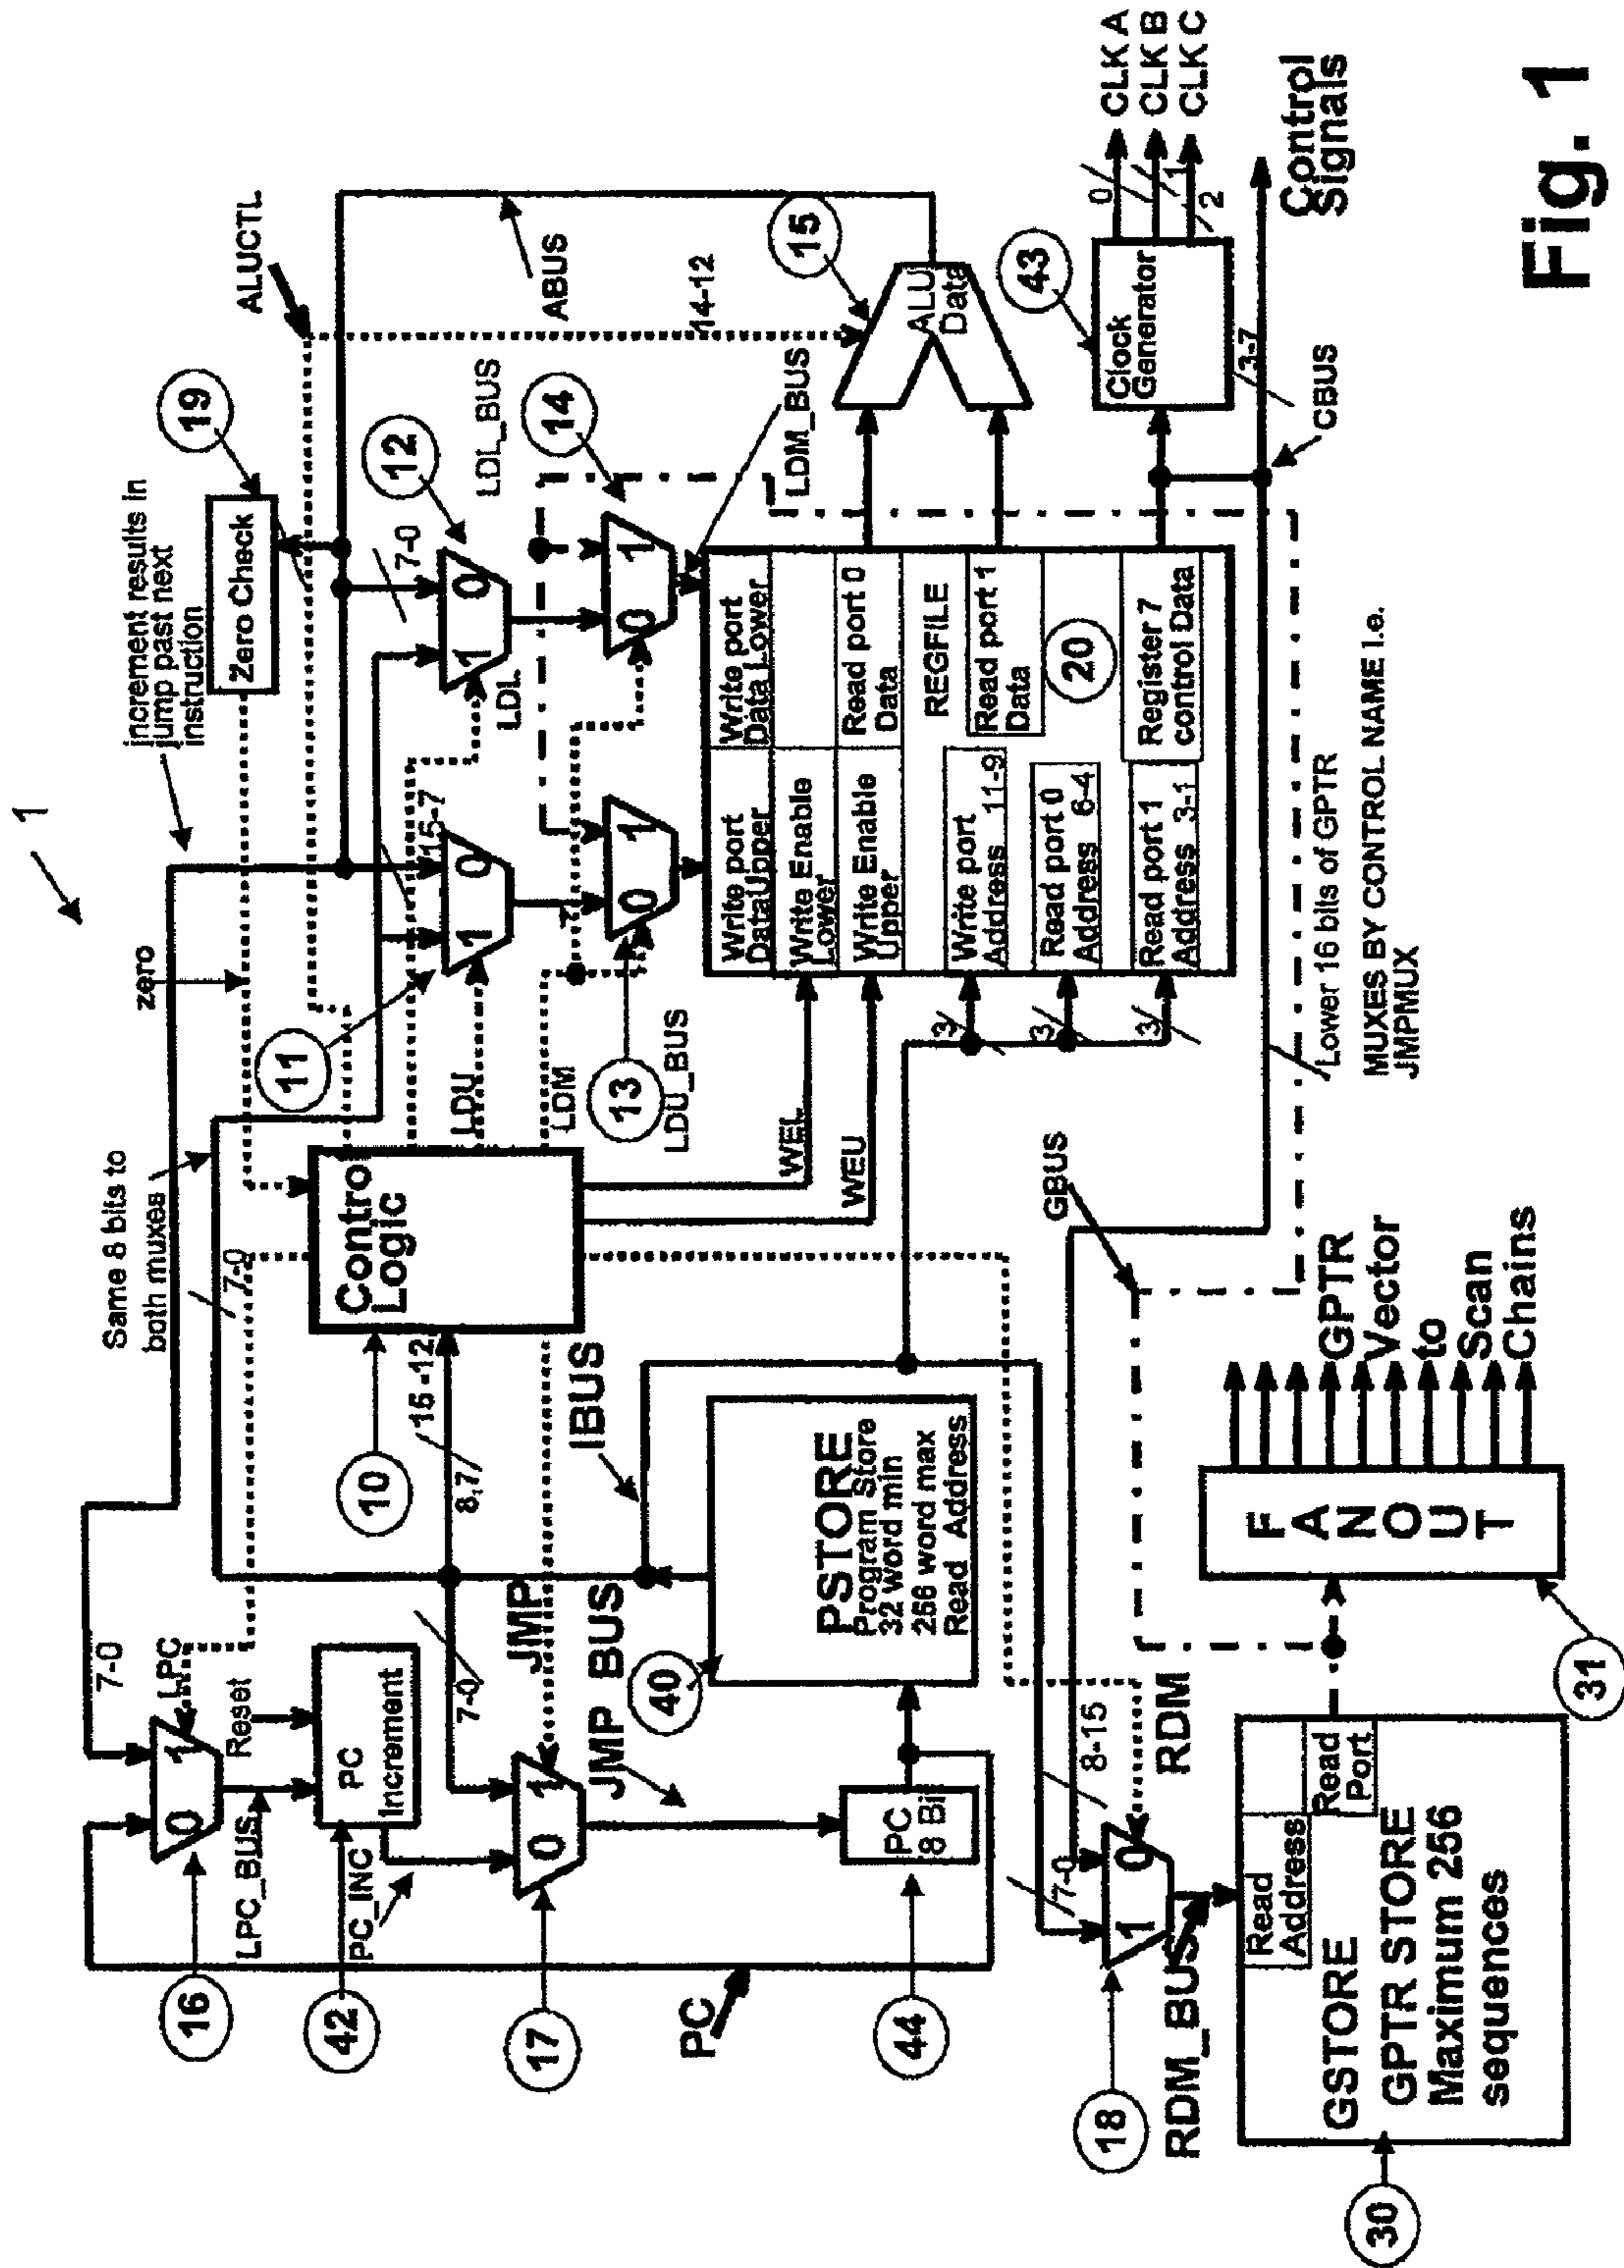 Fig. 1
1
ALUCTL
19
increment results in
jump past next
instruction
zero
Same 8 bits to
both muxes
7-0
7-0
Zero Check
ABUS
14-12
12
7-0
1 0
LDL
LDL_BUS
15-7
1 0
11
LDU
14
0 1
LDM_BUS
0 1
13
LDM
LDU_BUS
Control
Logic
10
15-12
8,7
0 1
LPC
16
LPC_BUS
Reset
PC
Increment
42
PC_INC
7-0
JMP
0 1
17
JMP BUS
IBUS
40
PSTORE
Program Store
32 word min
256 word max
Read Address
PC
8 Bi
44
PC
WEL
WEU
Write port
DataUpper
Write port
Data Lower
Write Enable
Lower
Write Enable
Upper
Read port 0
Data
REGFILE
Write port
Address 11-9
Read port 1
Data
Read port 0
Address 6-4
20
Read port 1
Address 3-1
Register 7
control Data
3
3
3
ALU
Data
15
Clock
Generator
43
0
1
2
CLK A
CLK B
CLK C
3-7
CBUS
Control
Signals
Lower 16 bits of GPTR
MUXES BY CONTROL NAME I.e.
JMPMUX
GBUS
8-15
7-0
1 0
RDM
18
RDM_BUS
Read
Address
Read
Port
GSTORE
GPTR STORE
Maximum 256
sequences
30
FANOUT
31
GPTR
Vector
to
Scan
Chains